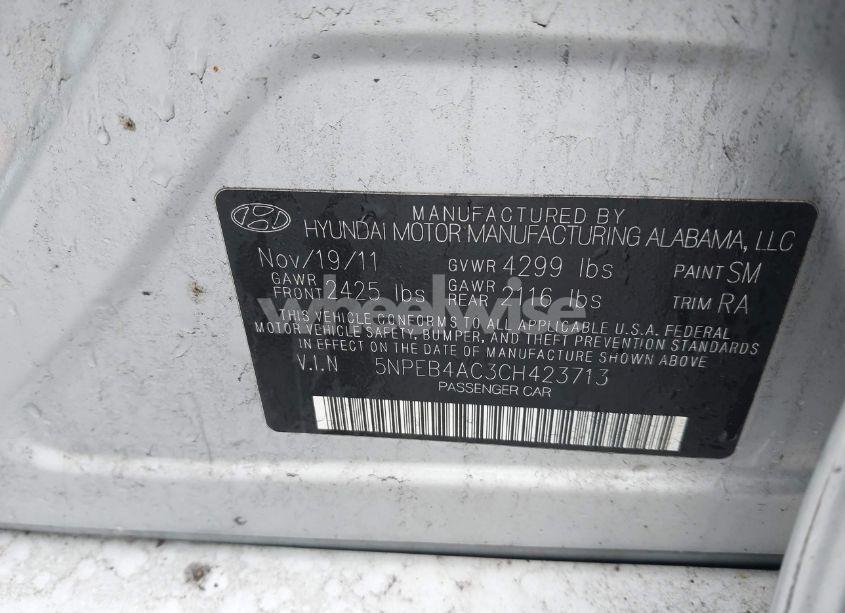 MANUFACTURED BY
HYUNDAI MOTOR MANUFACTURING ALABAMA, LLC
Nov/19/11 GVWR 4299 lbs PAINT SM
GAWR FRONT 2425 lbs GAWR REAR 2116 lbs TRIM RA
wheelwise
THIS VEHICLE CONFORMS TO ALL APPLICABLE U.S.A. FEDERAL
MOTOR VEHICLE SAFETY, BUMPER, AND THEFT PREVENTION STANDARDS
IN EFFECT ON THE DATE OF MANUFACTURE SHOWN ABOVE
V.I.N 5NPEB4AC3CH423713
PASSENGER CAR